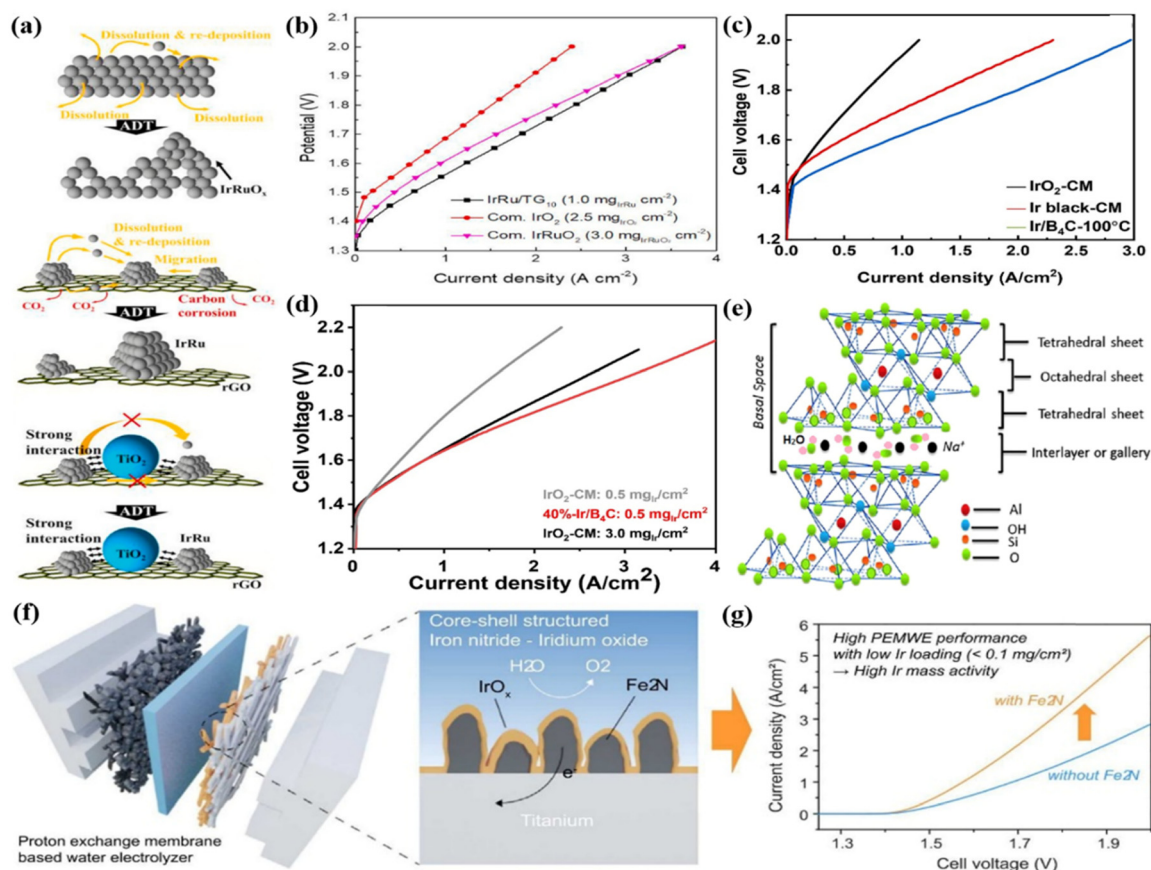 (a)
Dissolution & re-deposition
Dissolution
Dissolution
ADT
IrRuOₓ
Dissolution
& re-deposition
Migration
CO₂
CO₂
Carbon
corrosion
CO₂
ADT
IrRu
rGO
Strong
interaction
TiO₂
ADT
Strong
interaction
TiO₂
IrRu
rGO
(b)
Potential (V)
2.1
2.0
1.9
1.8
1.7
1.6
1.5
1.4
1.3
IrRu/TG₁₀ (1.0 mg IrRu cm⁻²)
Com. IrO₂ (2.5 mg IrO₂ cm⁻²)
Com. IrRuO₂ (3.0 mg IrRuOₓ cm⁻²)
0 1 2 3 4
Current density (A cm⁻²)
(c)
Cell voltage (V)
2.0
1.8
1.6
1.4
1.2
IrO₂-CM
Ir black-CM
Ir/B₄C-100°C
0.0 0.5 1.0 1.5 2.0 2.5 3.0
Current density (A/cm²)
(d)
Cell voltage (V)
2.2
2.0
1.8
1.6
1.4
1.2
IrO₂-CM: 0.5 mgIr/cm²
40%-Ir/B₄C: 0.5 mgIr/cm²
IrO₂-CM: 3.0 mgIr/cm²
0 1 2 3 4
Current density (A/cm²)
(e)
Basal Space
Tetrahedral sheet
Octahedral sheet
Tetrahedral sheet
H₂O
Na⁺
Interlayer or gallery
Al
OH
Si
O
(f)
Proton exchange membrane
based water electrolyzer
Core-shell structured
Iron nitride - Iridium oxide
H2O O2
IrOₓ
Fe2N
e⁻
Titanium
(g)
Current density (A/cm²)
6
5
4
3
2
1
0
High PEMWE performance
with low Ir loading (< 0.1 mg/cm²)
→ High Ir mass activity
with Fe2N
without Fe2N
1.3 1.5 1.7 1.9
Cell voltage (V)